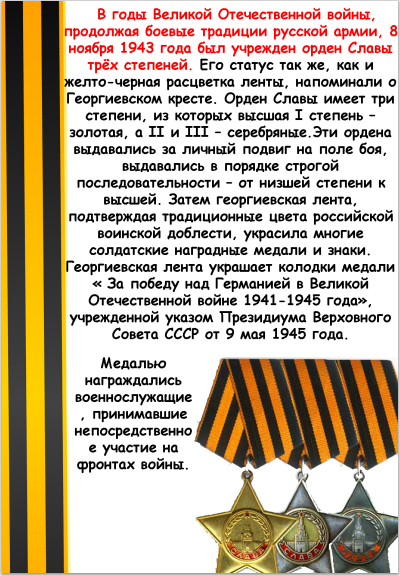 В годы Великой Отечественной войны,
продолжая боевые традиции русской армии, 8
ноября 1943 года был учрежден орден Славы
трёх степеней. Его статус так же, как и
желто-черная расцветка ленты, напоминали о
Георгиевском кресте. Орден Славы имеет три
степени, из которых высшая I степень –
золотая, а II и III – серебряные.Эти ордена
выдавались за личный подвиг на поле боя,
выдавались в порядке строгой
последовательности – от низшей степени к
высшей. Затем георгиевская лента,
подтверждая традиционные цвета российской
воинской доблести, украсила многие
солдатские наградные медали и знаки.
Георгиевская лента украшает колодки медали
« За победу над Германией в Великой
Отечественной войне 1941-1945 года»,
учрежденной указом Президиума Верховного
Совета СССР от 9 мая 1945 года.
Медалью
награждались
военнослужащие
, принимавшие
непосредственно
е участие на
фронтах войны.
СЛАВА
СЛАВА
СЛАВА